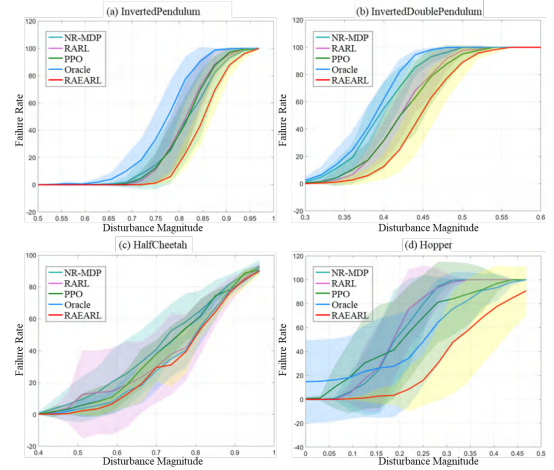 (a) InvertedPendulum
120
100
80
60
40
20
0
-20
Failure Rate
NR-MDP
RARL
PPO
Oracle
RAEARL
0.5 0.55 0.6 0.65 0.7 0.75 0.8 0.85 0.9 0.95 1
Disturbance Magnitude
(b) InvertedDoublePendulum
120
100
80
60
40
20
0
-20
Failure Rate
NR-MDP
RARL
PPO
Oracle
RAEARL
0.3 0.35 0.4 0.45 0.5 0.55 0.6
Disturbance Magnitude
(c) HalfCheetah
100
80
60
40
20
0
-20
Failure Rate
NR-MDP
RARL
PPO
Oracle
RAEARL
0.4 0.5 0.6 0.7 0.8 0.9 1
Disturbance Magnitude
(d) Hopper
120
100
80
60
40
20
0
-20
-40
Failure Rate
NR-MDP
RARL
PPO
Oracle
RAEARL
0 0.05 0.1 0.15 0.2 0.25 0.3 0.35 0.4 0.45 0.5
Disturbance Magnitude